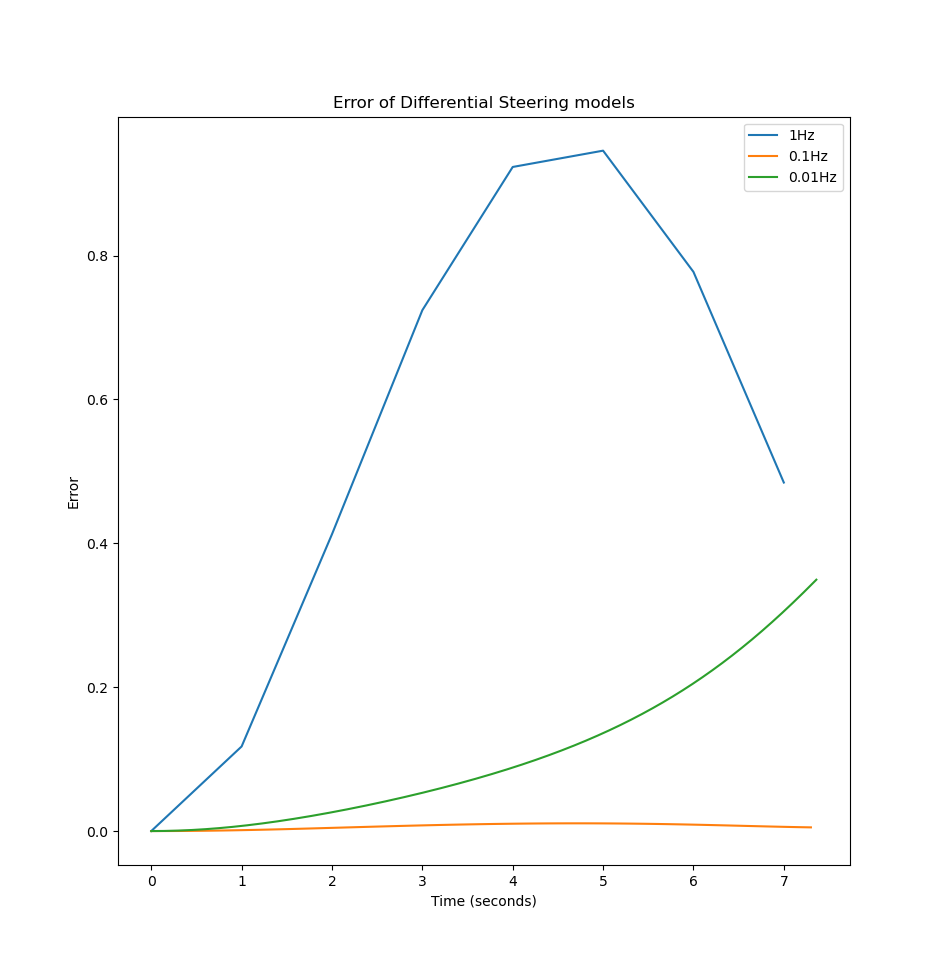 Error of Differential Steering models
1Hz
0.1Hz
0.01Hz
0.8
0.6
0.4
0.2
0.0
Error
0 1 2 3 4 5 6 7
Time (seconds)